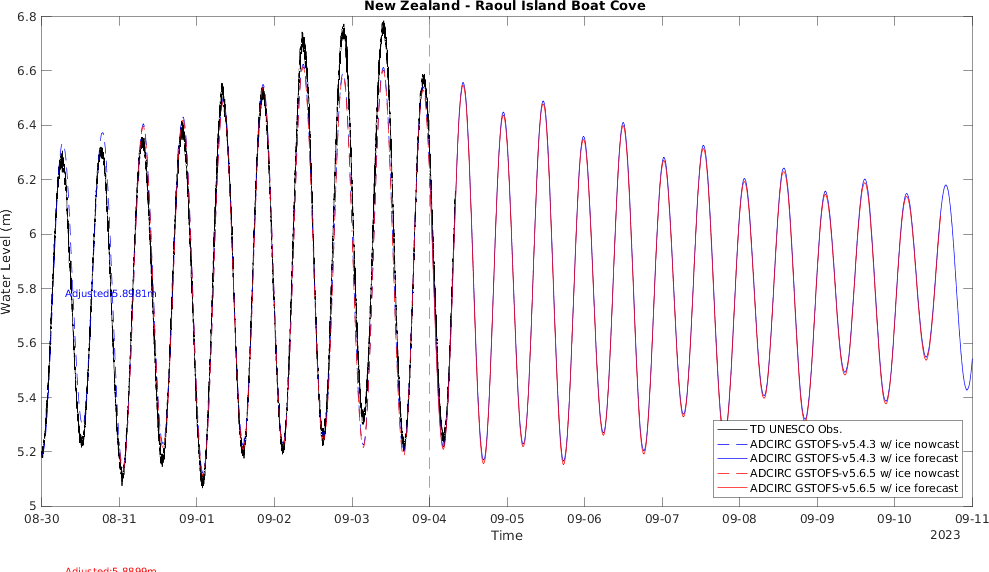 New Zealand - Raoul Island Boat Cove
Water Level (m)
6.8
6.6
6.4
6.2
6
5.8
5.6
5.4
5.2
5
Adjusted:5.8981m
TD UNESCO Obs.
ADCIRC GSTOFS-v5.4.3 w/ ice nowcast
ADCIRC GSTOFS-v5.4.3 w/ ice forecast
ADCIRC GSTOFS-v5.6.5 w/ ice nowcast
ADCIRC GSTOFS-v5.6.5 w/ ice forecast
08-30 08-31 09-01 09-02 09-03 09-04 09-05 09-06 09-07 09-08 09-09 09-10 09-11
Time
2023
Adjusted:5.8899m